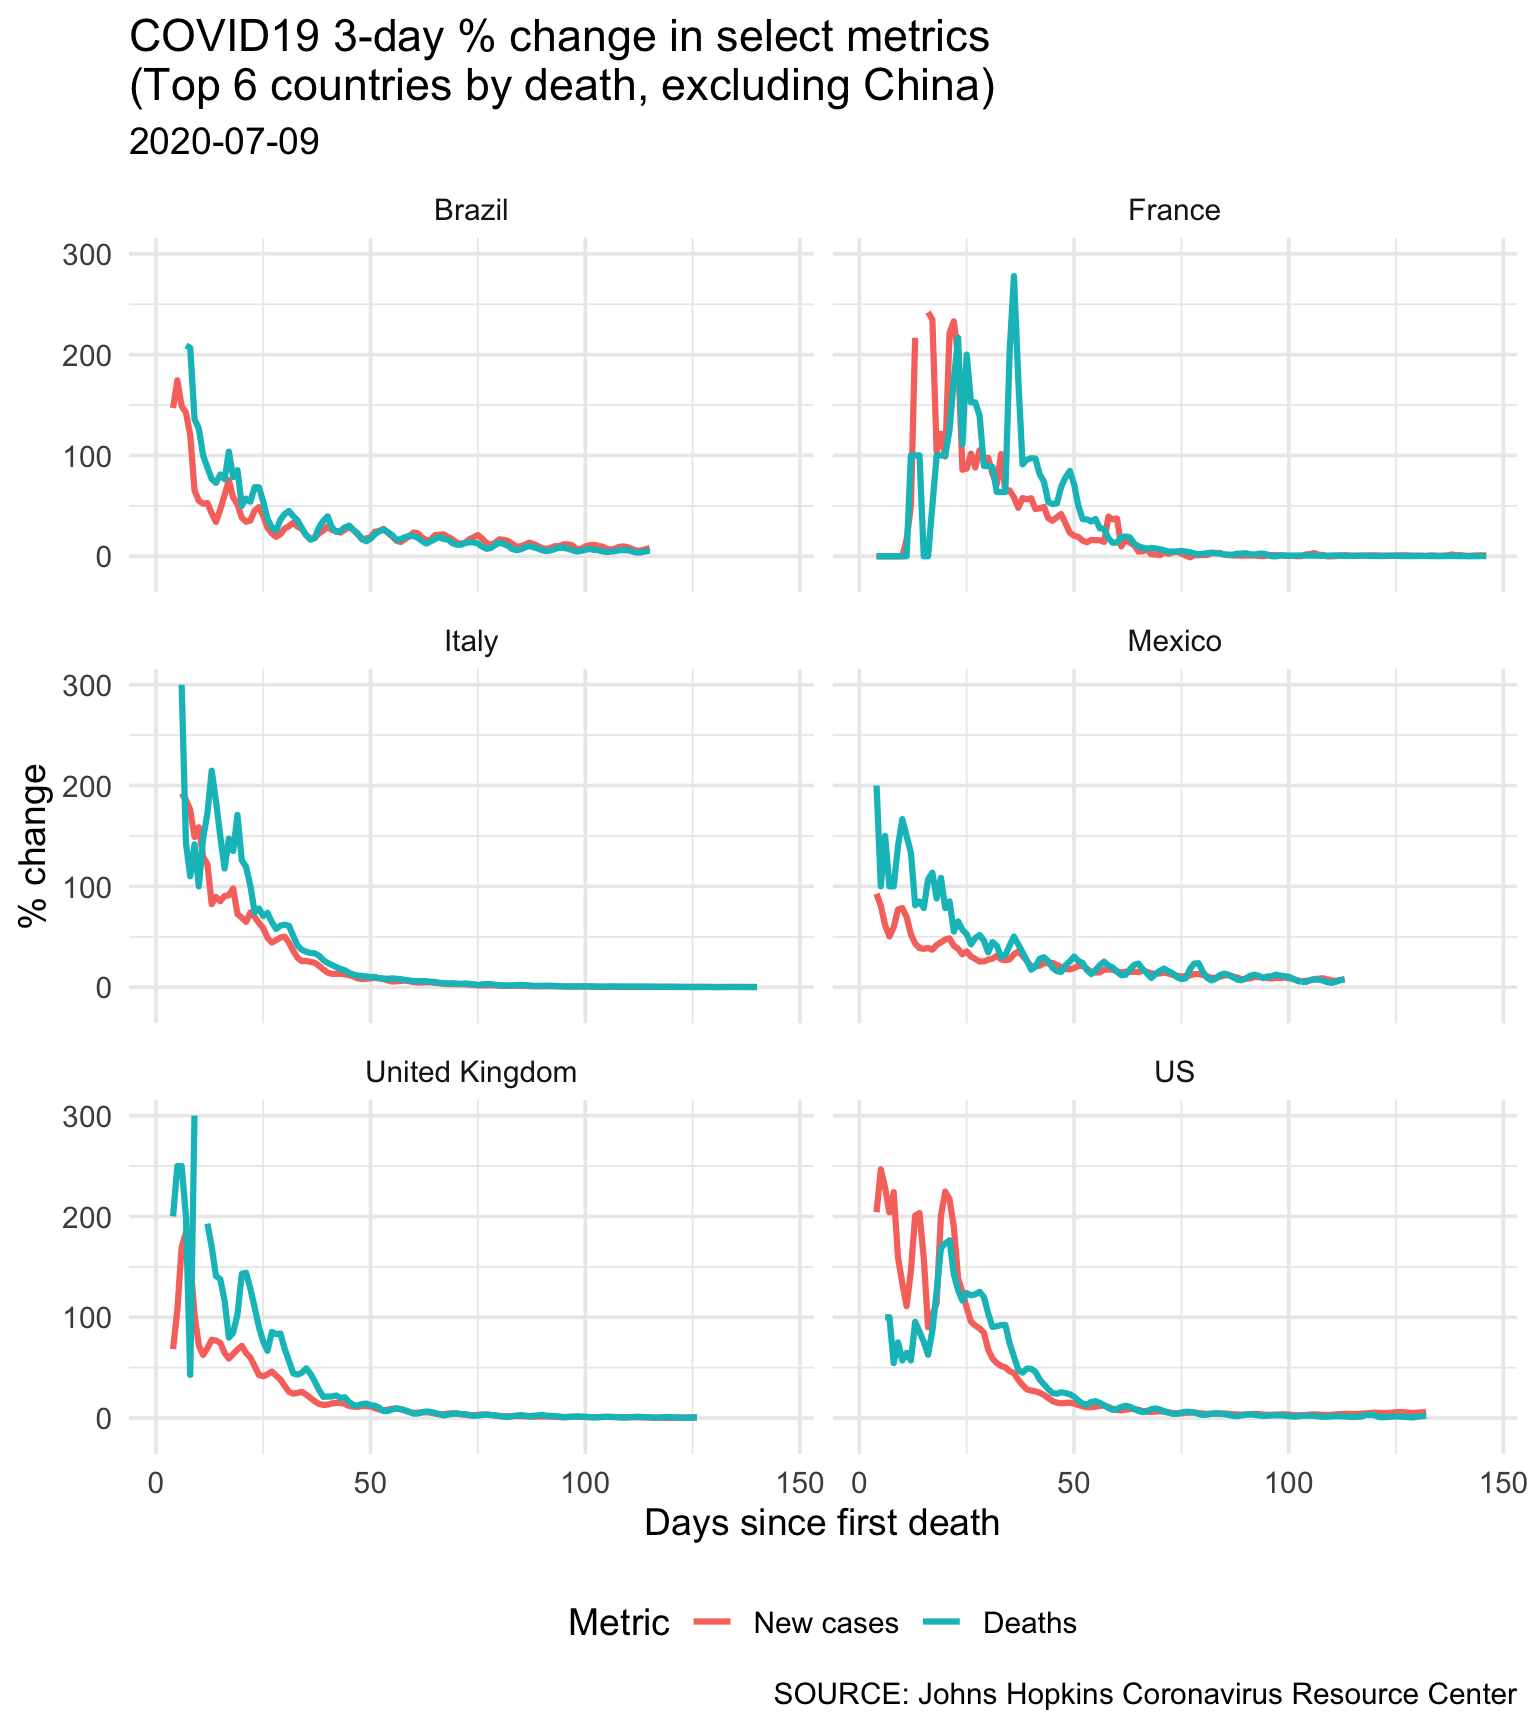 COVID19 3-day % change in select metrics
(Top 6 countries by death, excluding China)
2020-07-09
Brazil
France
300
200
100
0
Italy
Mexico
300
200
100
0
% change
United Kingdom
US
300
200
100
0
0 50 100 150 0 50 100 150
Days since first death
Metric New cases Deaths
SOURCE: Johns Hopkins Coronavirus Resource Center